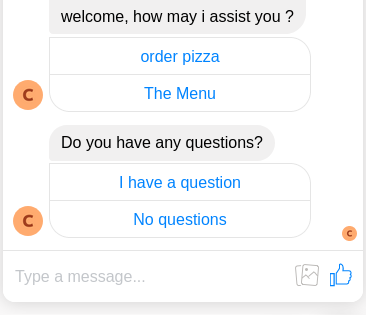 welcome, how may i assist you ?
order pizza
The Menu
C
Do you have any questions?
I have a question
No questions
C
C
Type a message...